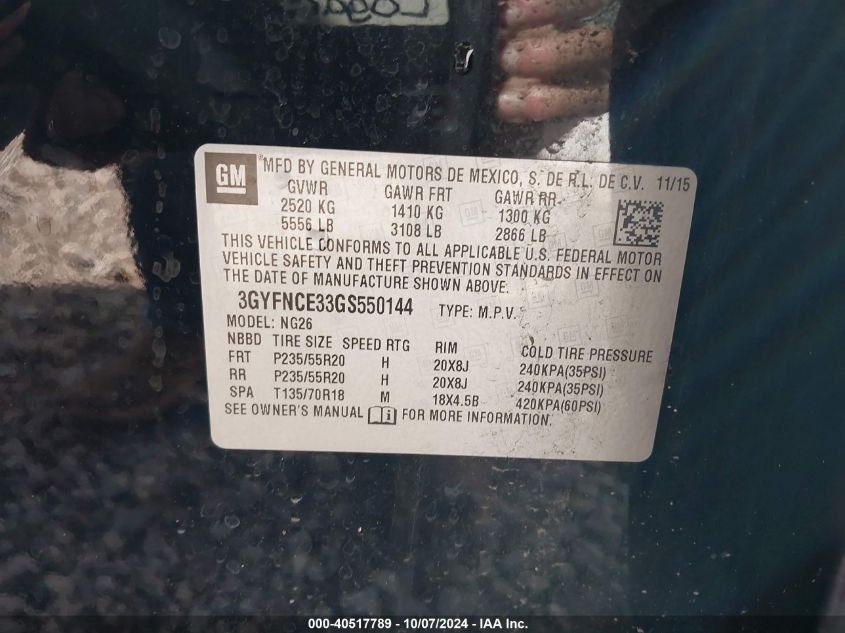 GM
®MFD BY GENERAL MOTORS DE MEXICO, S. DE R.L. DE C.V. 11/15
GVWR GAWR FRT GAWR RR
2520 KG 1410 KG 1300 KG
5556 LB 3108 LB 2866 LB
THIS VEHICLE CONFORMS TO ALL APPLICABLE U.S. FEDERAL MOTOR
VEHICLE SAFETY AND THEFT PREVENTION STANDARDS IN EFFECT ON
THE DATE OF MANUFACTURE SHOWN ABOVE.
3GYFNCE33GS550144 TYPE: M.P.V.
MODEL: NG26
NBBD TIRE SIZE SPEED RTG RIM COLD TIRE PRESSURE
FRT P235/55R20 H 20X8J 240KPA(35PSI)
RR P235/55R20 H 20X8J 240KPA(35PSI)
SPA T135/70R18 M 18X4.5B 420KPA(60PSI)
SEE OWNER'S MANUAL FOR MORE INFORMATION.
000-40517789 - 10/07/2024 - IAA Inc.